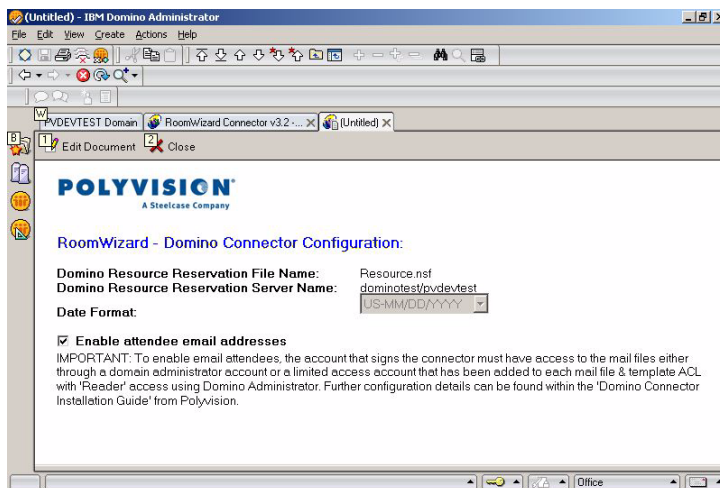 (Untitled) - IBM Domino Administrator
File Edit View Create Actions Help
W
PVDEVTEST Domain RoomWizard Connector v3.2 -... (Untitled)
B
1 Edit Document 2 Close
POLYVISION
A Steelcase Company
RoomWizard - Domino Connector Configuration:
Domino Resource Reservation File Name: Resource.nsf
Domino Resource Reservation Server Name: dominotest/pvdevtest
Date Format: US-MM/DD/YYYY
Enable attendee email addresses
IMPORTANT: To enable email attendees, the account that signs the connector must have access to the mail files either
through a domain administrator account or a limited access account that has been added to each mail file & template ACL
with 'Reader' access using Domino Administrator. Further configuration details can be found within the 'Domino Connector
Installation Guide' from Polyvision.
Office